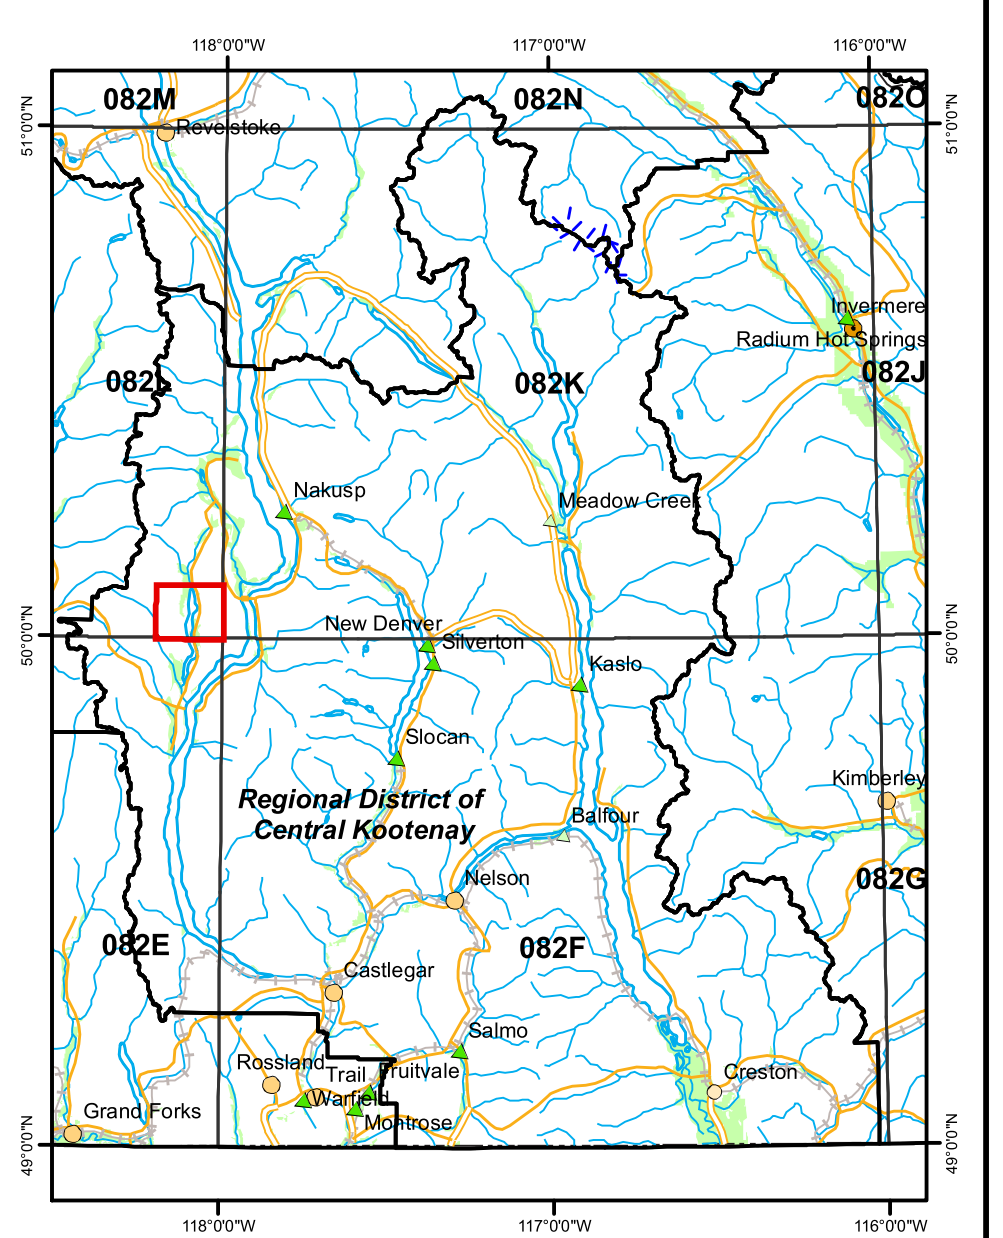 118°0'0"W 117°0'0"W 116°0'0"W
082M 082N 082O
51°0'0"N 51°0'0"N
Revelstoke
Invermere
Radium Hot Springs
082L 082K 082J
Nakusp
Meadow Creek
50°0'0"N 50°0'0"N
New Denver
Silverton
Kaslo
Slocan
Kimberley
Regional District of
Central Kootenay
Balfour
Nelson
082G
082E 082F
Castlegar
Salmo
Rossland
Trail
Fruitvale
Creston
Warfield
Grand Forks
Montrose
49°0'0"N 49°0'0"N
118°0'0"W 117°0'0"W 116°0'0"W